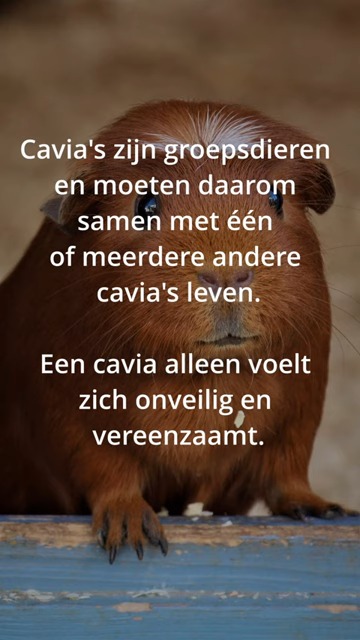 Cavia's zijn groepsdieren
en moeten daarom
samen met één
of meerdere andere
cavia's leven.
Een cavia alleen voelt
zich onveilig en
vereenzaamt.